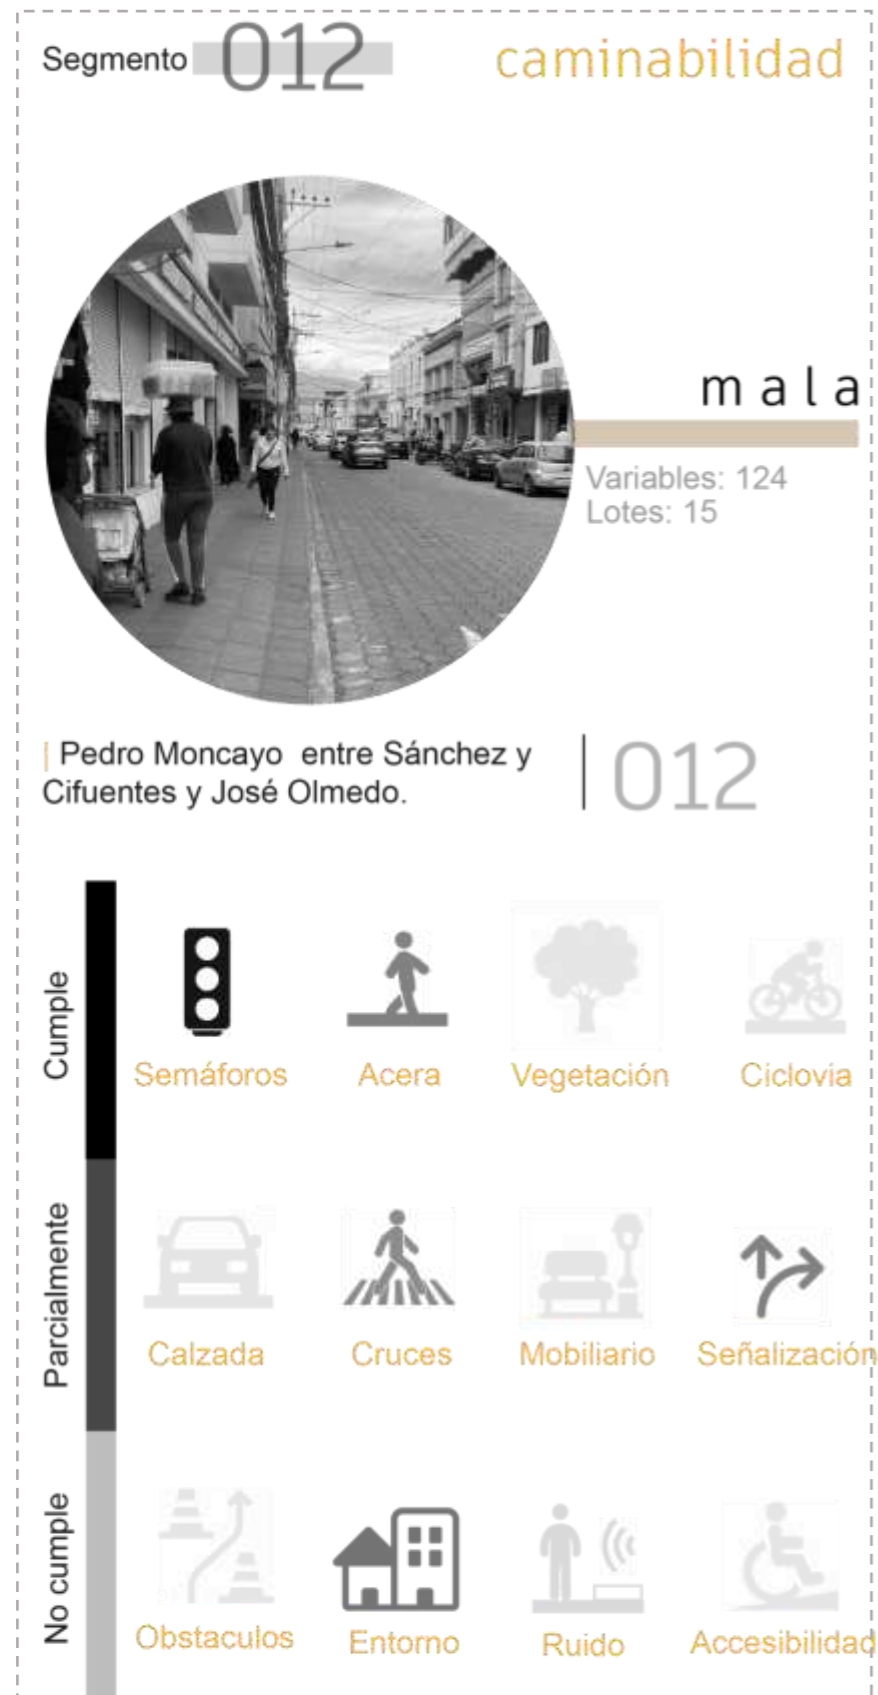 Segmento 012
caminabilidad
mala
Variables: 124
Lotes: 15
Pedro Moncayo entre Sánchez y
Cifuentes y José Olmedo.
012
Cumple
Semáforos
Acera
Vegetación
Ciclovia
Parcialmente
Calzada
Cruces
Mobiliario
Señalización
No cumple
Obstaculos
Entorno
Ruido
Accesibilidad